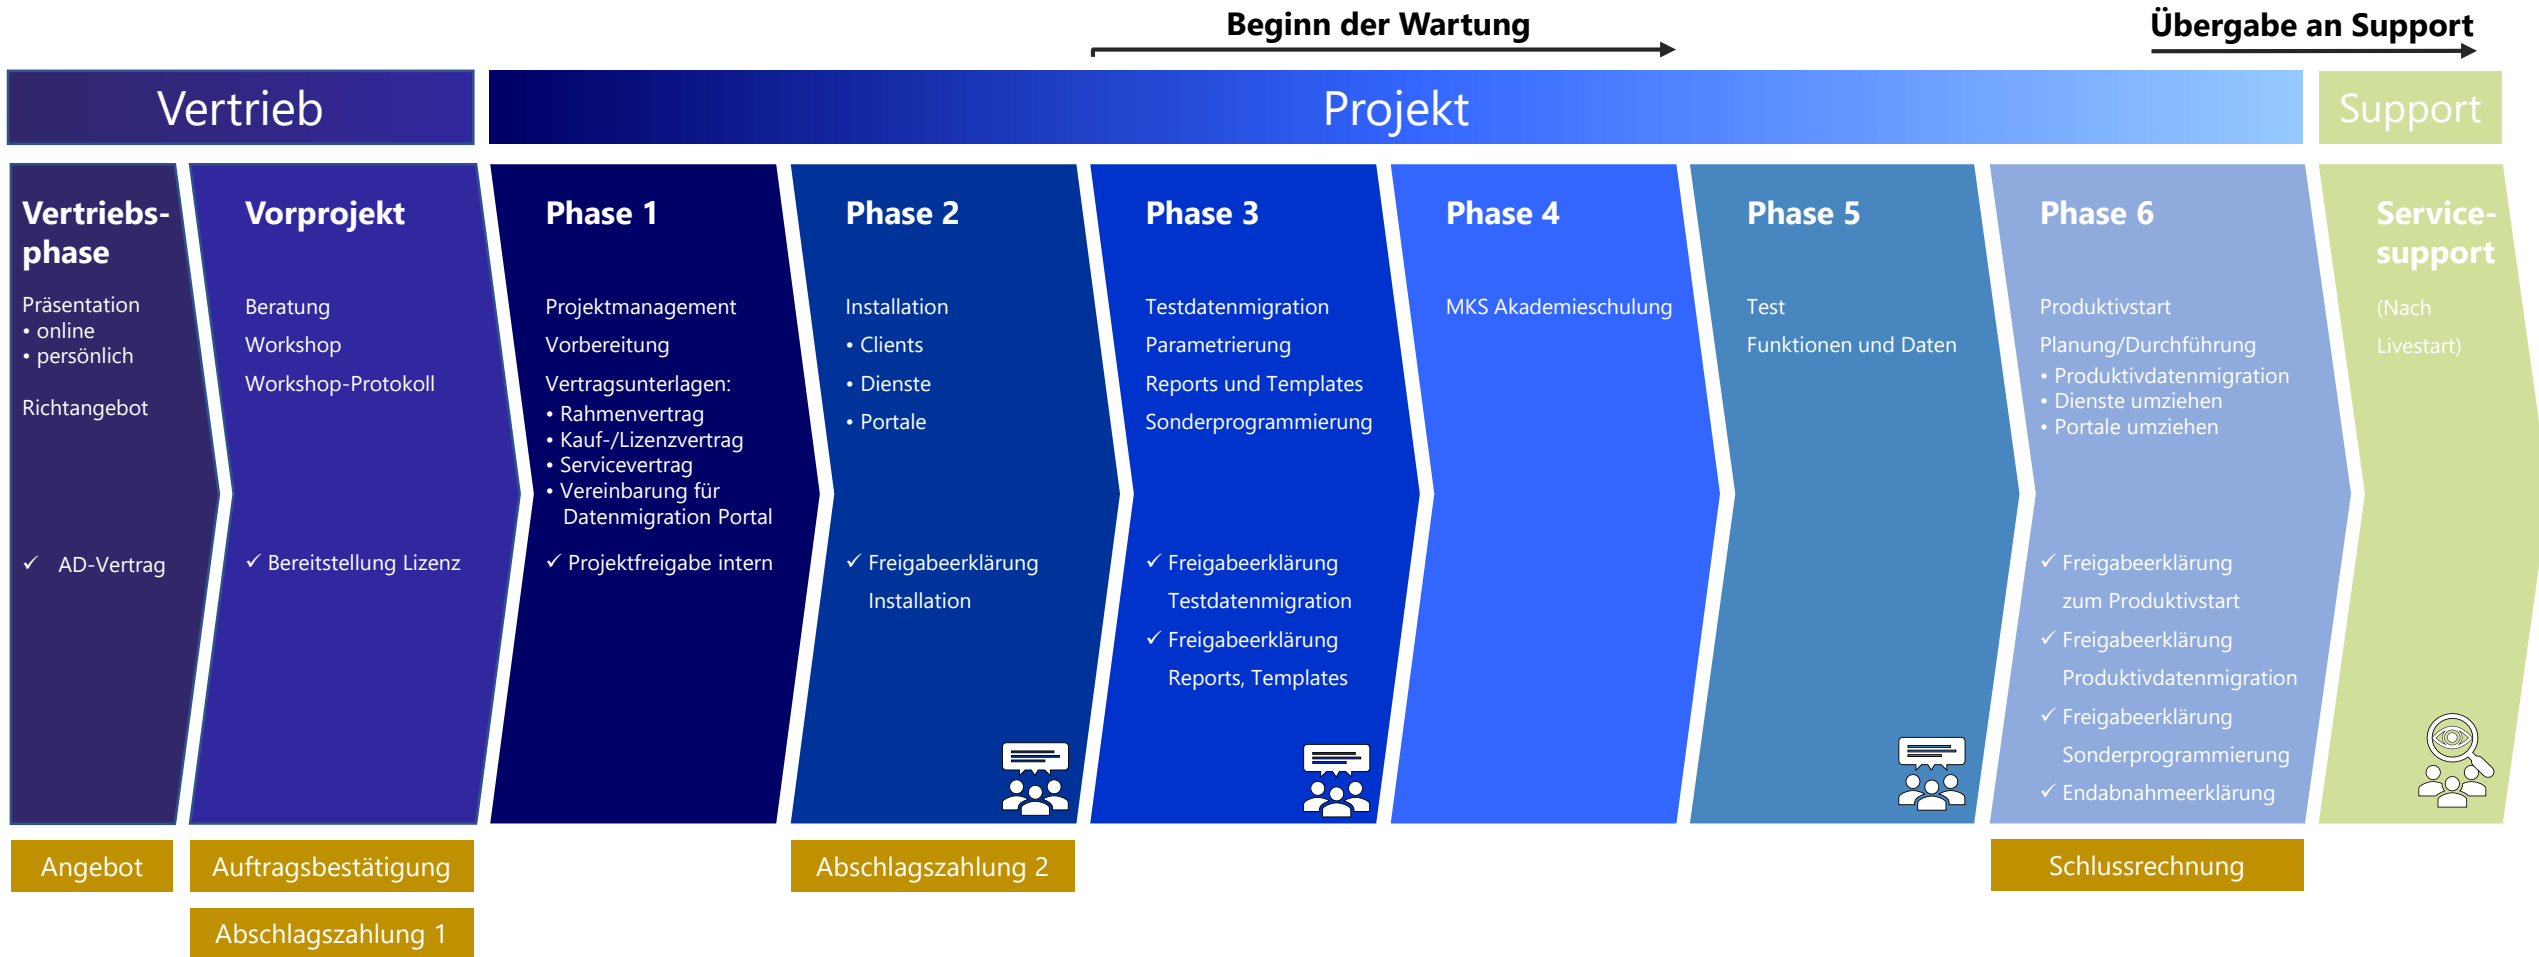 Beginn der Wartung
Übergabe an Support
Vertrieb
Projekt
Support
Vertriebs-
phase
Präsentation
• online
• persönlich
Richtangebot
✓ AD-Vertrag
Vorprojekt
Beratung
Workshop
Workshop-Protokoll
✓ Bereitstellung Lizenz
Phase 1
Projektmanagement
Vorbereitung
Vertragsunterlagen:
• Rahmenvertrag
• Kauf-/Lizenzvertrag
• Servicevertrag
• Vereinbarung für
Datenmigration Portal
✓ Projektfreigabe intern
Phase 2
Installation
• Clients
• Dienste
• Portale
✓ Freigabeerklärung
Installation
Phase 3
Testdatenmigration
Parametrierung
Reports und Templates
Sonderprogrammierung
✓ Freigabeerklärung
Testdatenmigration
✓ Freigabeerklärung
Reports, Templates
Phase 4
MKS Akademieschulung
Phase 5
Test
Funktionen und Daten
Phase 6
Produktivstart
Planung/Durchführung
• Produktivdatenmigration
• Dienste umziehen
• Portale umziehen
✓ Freigabeerklärung
zum Produktivstart
✓ Freigabeerklärung
Produktivdatenmigration
✓ Freigabeerklärung
Sonderprogrammierung
✓ Endabnahmeerklärung
Service-
support
(Nach
Livestart)
Angebot
Auftragsbestätigung
Abschlagszahlung 1
Abschlagszahlung 2
Schlussrechnung